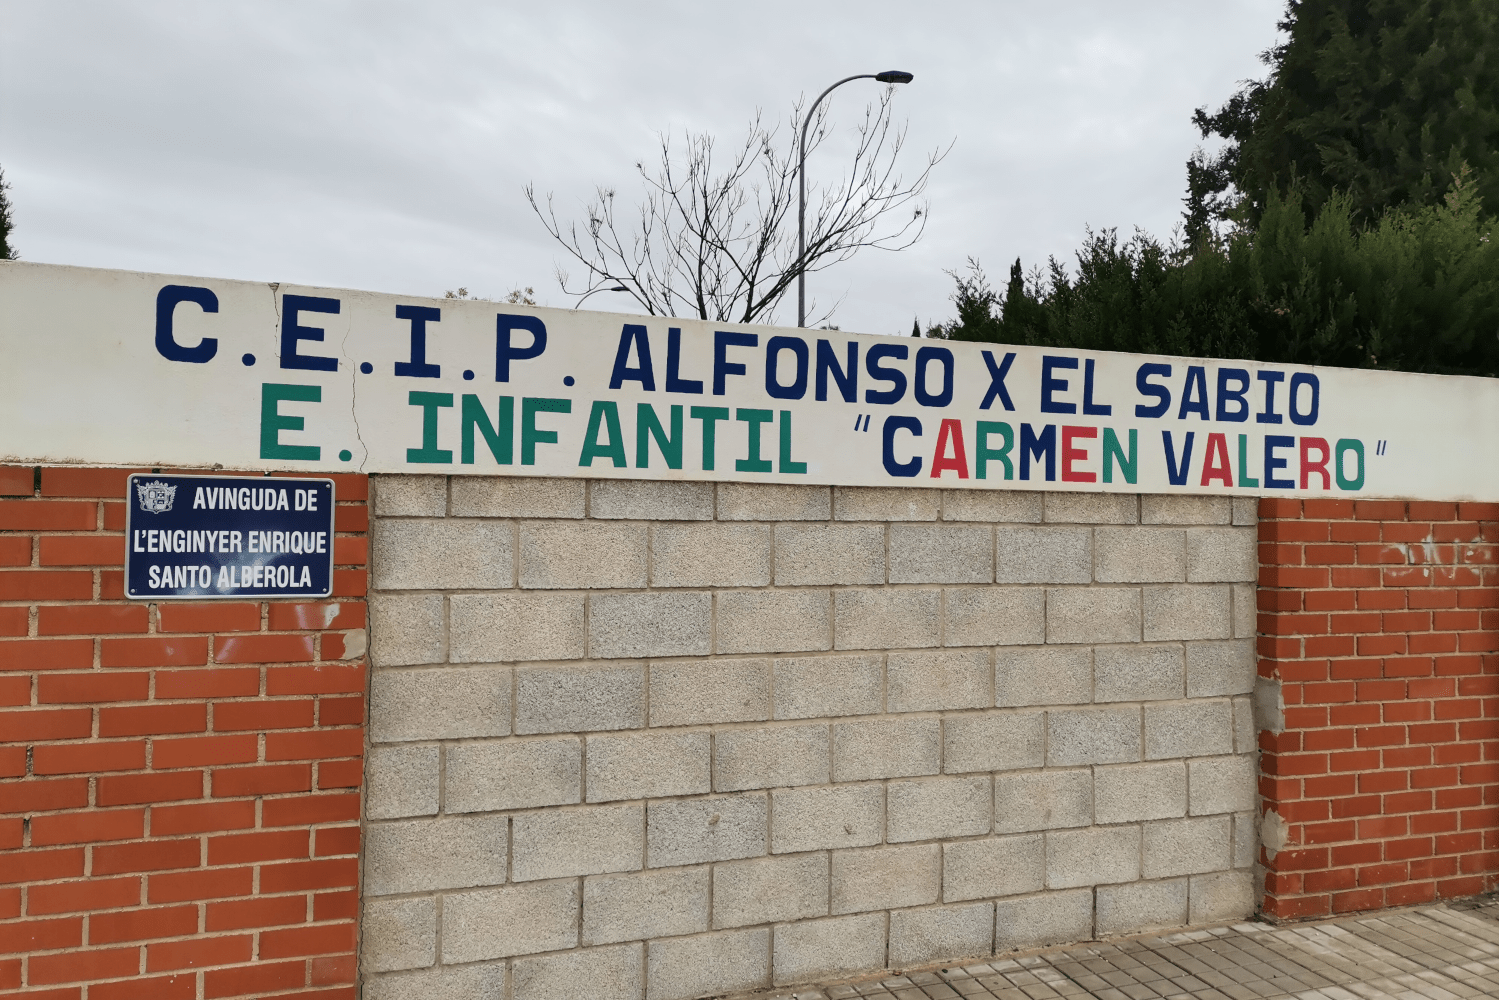 C.E.I.P. ALFONSO X EL SABIO
E. INFANTIL "CARMEN VALERO"
AVINGUDA DE
L'ENGINYER ENRIQUE
SANTO ALBEROLA